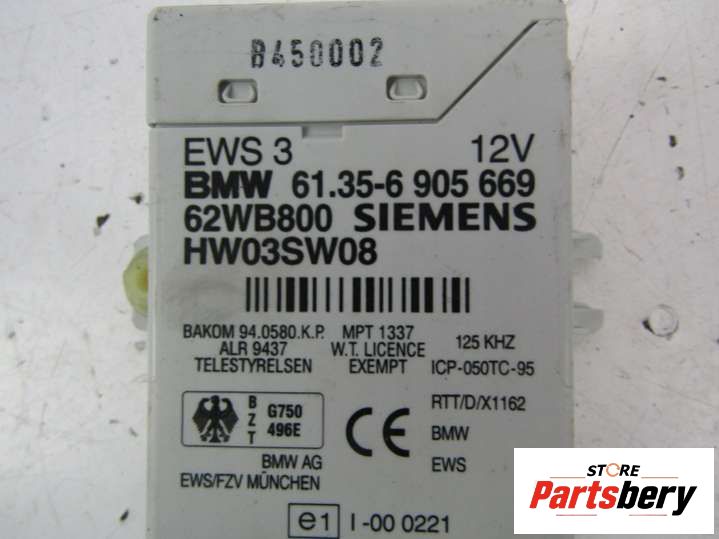 B450002
EWS 3 12V
BMW 61.35-6 905 669
62WB800 SIEMENS
HW03SW08
BAKOM 94.0580.K.P. MPT 1337 125 KHZ
ALR 9437 W.T. LICENCE
TELESTYRELSEN EXEMPT ICP-050TC-95
B Z T G750 496E
RTT/D/X1162
CE BMW
BMW AG EWS
EWS/FZV MÜNCHEN
e1 I-00 0221
STORE
Partsbery